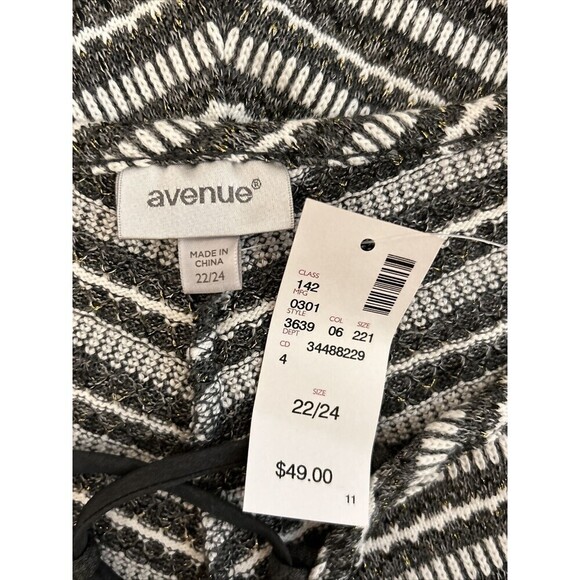 avenue®
MADE IN
CHINA
22/24
CLASS
142
MFG
0301
STYLE COL SIZE
3639 06 221
DEPT
34488229
CD
4
SIZE
22/24
$49.00
11